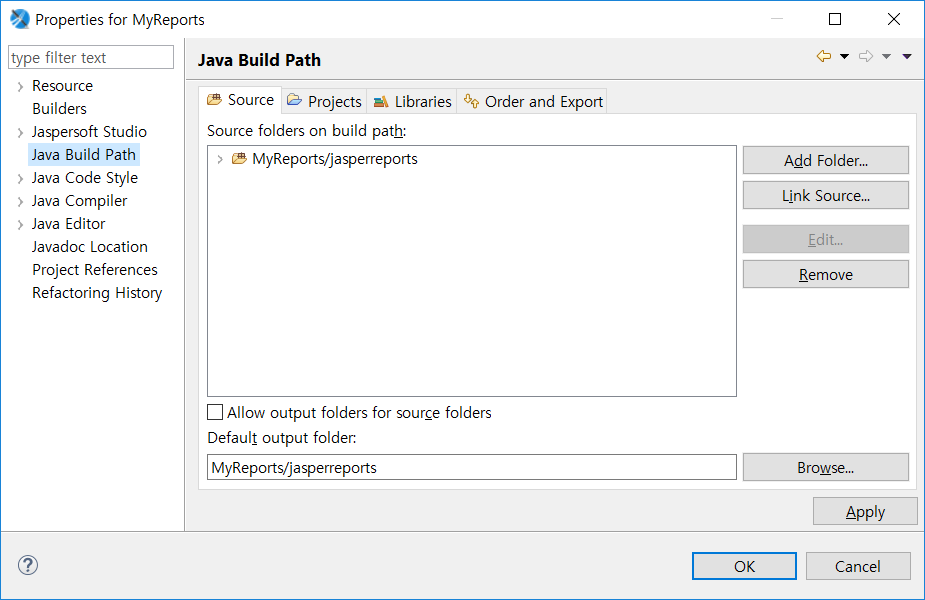 Properties for MyReports
type filter text
Resource
Builders
Jaspersoft Studio
Java Build Path
Java Code Style
Java Compiler
Java Editor
Javadoc Location
Project References
Refactoring History
Java Build Path
Source Projects Libraries Order and Export
Source folders on build path:
MyReports/jasperreports
Add Folder...
Link Source...
Edit...
Remove
Allow output folders for source folders
Default output folder:
MyReports/jasperreports
Browse...
Apply
?
OK Cancel